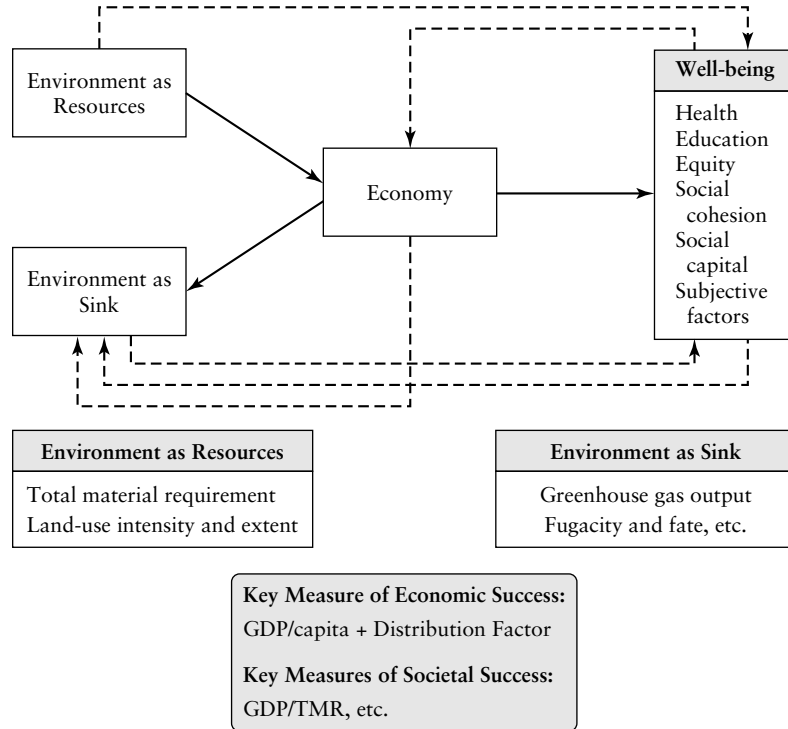 Environment as
Resources
Well-being
Health
Education
Equity
Social
cohesion
Social
capital
Subjective
factors
Economy
Environment as
Sink
Environment as Resources
Total material requirement
Land-use intensity and extent
Environment as Sink
Greenhouse gas output
Fugacity and fate, etc.
Key Measure of Economic Success:
GDP/capita + Distribution Factor
Key Measures of Societal Success:
GDP/TMR, etc.